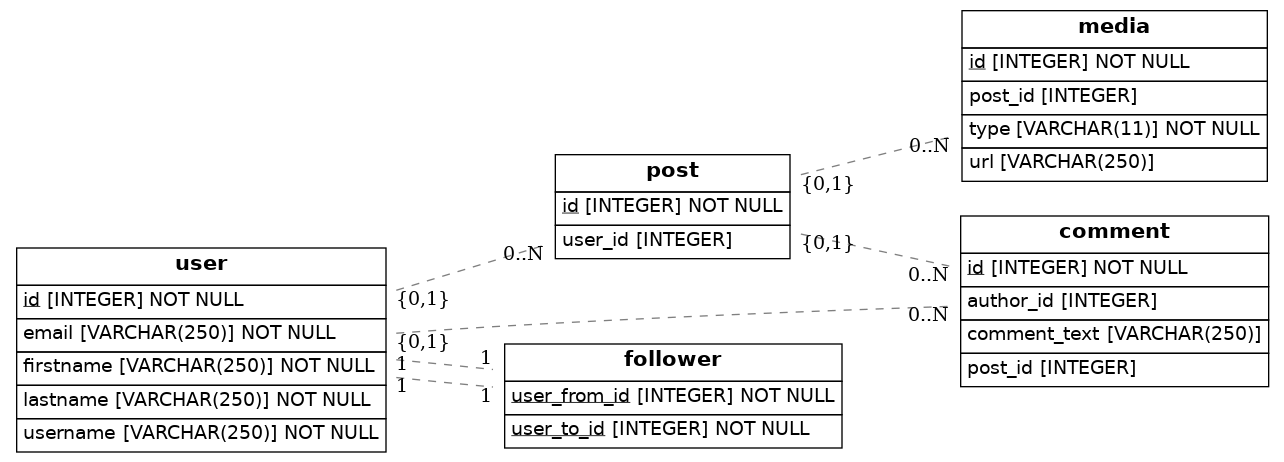 media
id [INTEGER] NOT NULL
post_id [INTEGER]
type [VARCHAR(11)] NOT NULL
url [VARCHAR(250)]
0..N
{0,1}
post
id [INTEGER] NOT NULL
user_id [INTEGER]
{0,1}
0..N
comment
id [INTEGER] NOT NULL
author_id [INTEGER]
comment_text [VARCHAR(250)]
post_id [INTEGER]
0..N
{0,1}
0..N
{0,1}
user
id [INTEGER] NOT NULL
email [VARCHAR(250)] NOT NULL
firstname [VARCHAR(250)] NOT NULL
lastname [VARCHAR(250)] NOT NULL
username [VARCHAR(250)] NOT NULL
1
1
1
1
follower
user_from_id [INTEGER] NOT NULL
user_to_id [INTEGER] NOT NULL